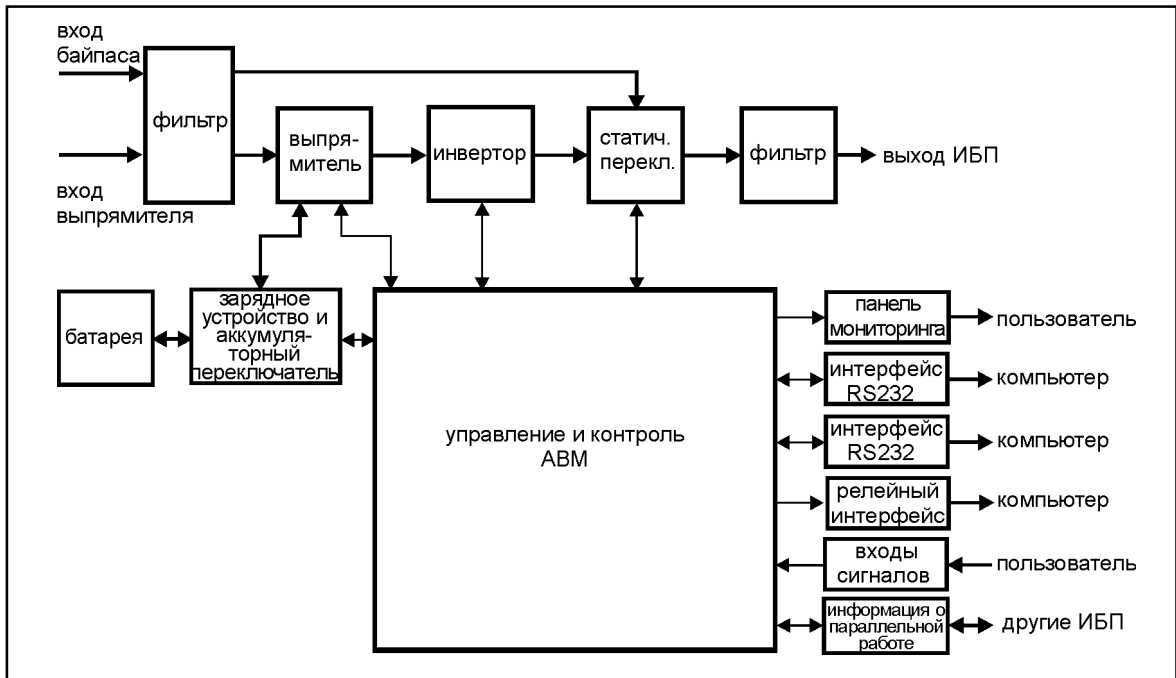 вход
байпаса
фильтр
вход
выпрямителя
выпря-
митель
инвертор
статич.
перекл.
фильтр
выход ИБП
батарея
зарядное
устройство и
аккумуля-
торный
переключатель
управление и контроль
АВМ
панель
мониторинга
пользователь
интерфейс
RS232
компьютер
интерфейс
RS232
компьютер
релейный
интерфейс
компьютер
входы
сигналов
пользователь
информация о
параллельной
работе
другие ИБП